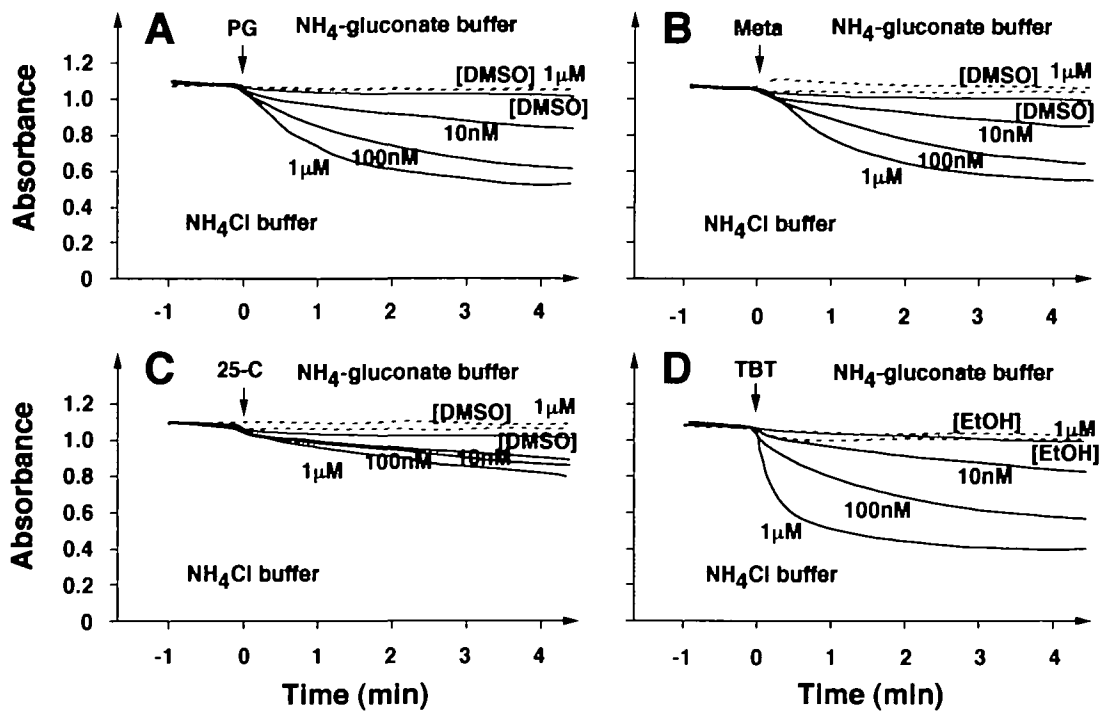 A
PG
NH4-gluconate buffer
[DMSO] 1μM
[DMSO]
10nM
100nM
1μM
NH4Cl buffer
Absorbance
1.2
1.0
0.8
0.6
0.4
0.2
0
-1 0 1 2 3 4
B
Meta
NH4-gluconate buffer
[DMSO] 1μM
[DMSO]
10nM
100nM
1μM
NH4Cl buffer
-1 0 1 2 3 4
C
25-C
NH4-gluconate buffer
[DMSO] 1μM
[DMSO]
10nM
100nM
1μM
NH4Cl buffer
Absorbance
1.2
1.0
0.8
0.6
0.4
0.2
0
-1 0 1 2 3 4
Time (min)
D
TBT
NH4-gluconate buffer
[EtOH] 1μM
[EtOH]
10nM
100nM
1μM
NH4Cl buffer
-1 0 1 2 3 4
Time (min)